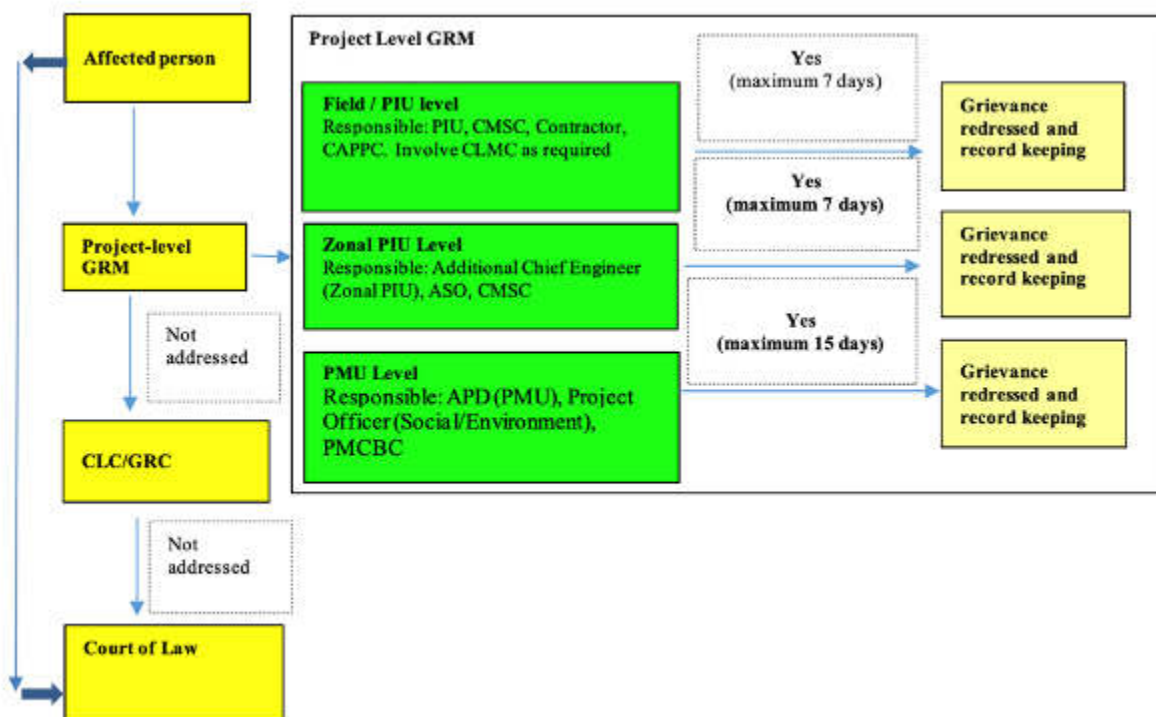 Affected person
Project-level
GRM
Not
addressed
CLC/GRC
Not
addressed
Court of Law
Project Level GRM
Field / PIU level
Responsible: PIU, CMSC, Contractor,
CAPPC. Involve CLMC as required
Yes
(maximum 7 days)
Grievance
redressed and
record keeping
Zonal PIU Level
Responsible: Additional Chief Engineer
(Zonal PIU), ASO, CMSC
Yes
(maximum 7 days)
Grievance
redressed and
record keeping
PMU Level
Responsible: APD (PMU), Project
Officer (Social/Environment),
PMCBC
Yes
(maximum 15 days)
Grievance
redressed and
record keeping